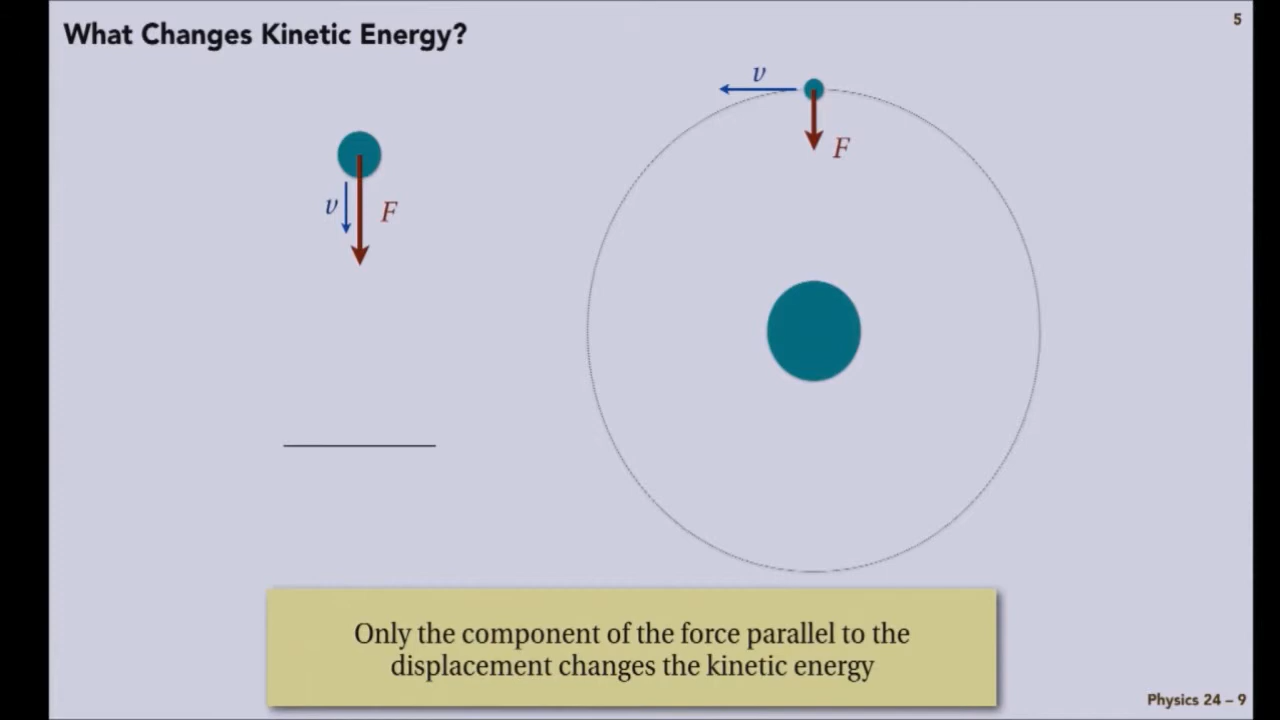 What Changes Kinetic Energy?
5
v
F
v
F
Only the component of the force parallel to the
displacement changes the kinetic energy
Physics 24 – 9